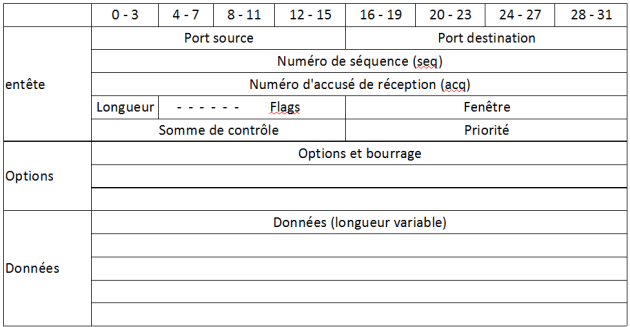 0 - 3 4 - 7 8 - 11 12 - 15 16 - 19 20 - 23 24 - 27 28 - 31
entête
Port source Port destination
Numéro de séquence (seq)
Numéro d'accusé de réception (acq)
Longueur - - - - - - Flags Fenêtre
Somme de contrôle Priorité
Options
Options et bourrage
Données
Données (longueur variable)